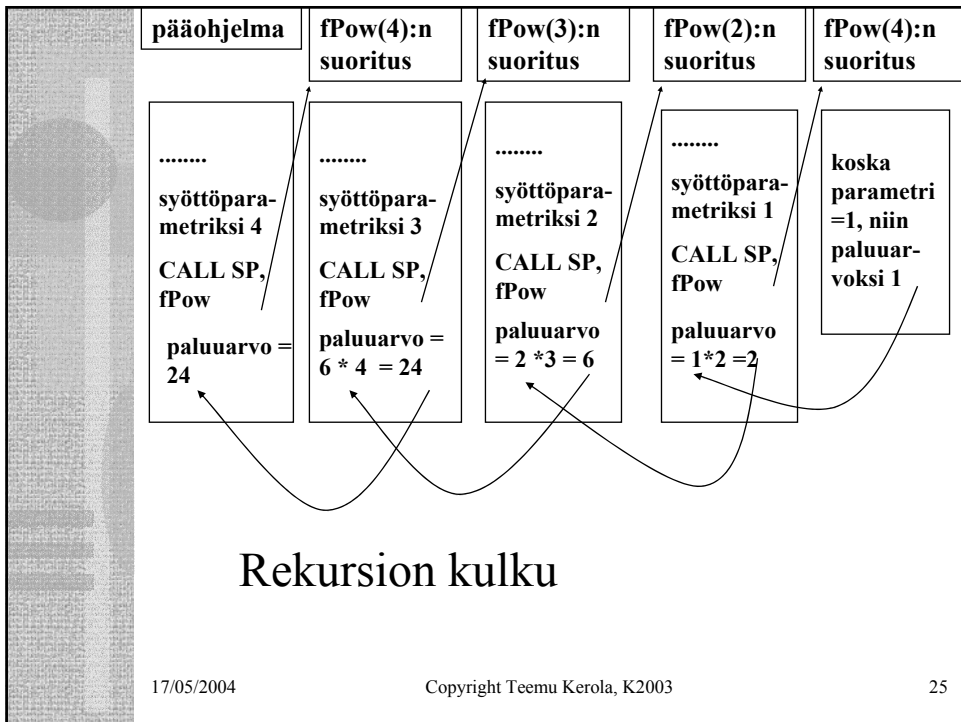 pääohjelma
fPow(4):n
suoritus
fPow(3):n
suoritus
fPow(2):n
suoritus
fPow(4):n
suoritus
........
syöttöpara-
metriksi 4
CALL SP,
fPow
paluuarvo =
24
........
syöttöpara-
metriksi 3
CALL SP,
fPow
paluuarvo =
6 * 4 = 24
........
syöttöpara-
metriksi 2
CALL SP,
fPow
paluuarvo
= 2 *3 = 6
........
syöttöpara-
metriksi 1
CALL SP,
fPow
paluuarvo
= 1*2 =2
koska
parametri
=1, niin
paluuar-
voksi 1
Rekursion kulku
17/05/2004 Copyright Teemu Kerola, K2003 25